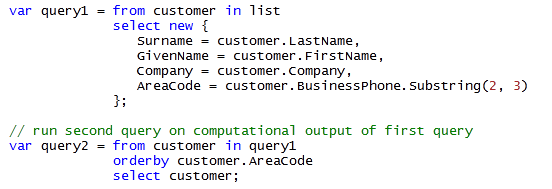 var query1 = from customer in list
             select new {
                Surname = customer.LastName,
                GivenName = customer.FirstName,
                Company = customer.Company,
                AreaCode = customer.BusinessPhone.Substring(2, 3)
             };

// run second query on computational output of first query
var query2 = from customer in query1
             orderby customer.AreaCode
             select customer;